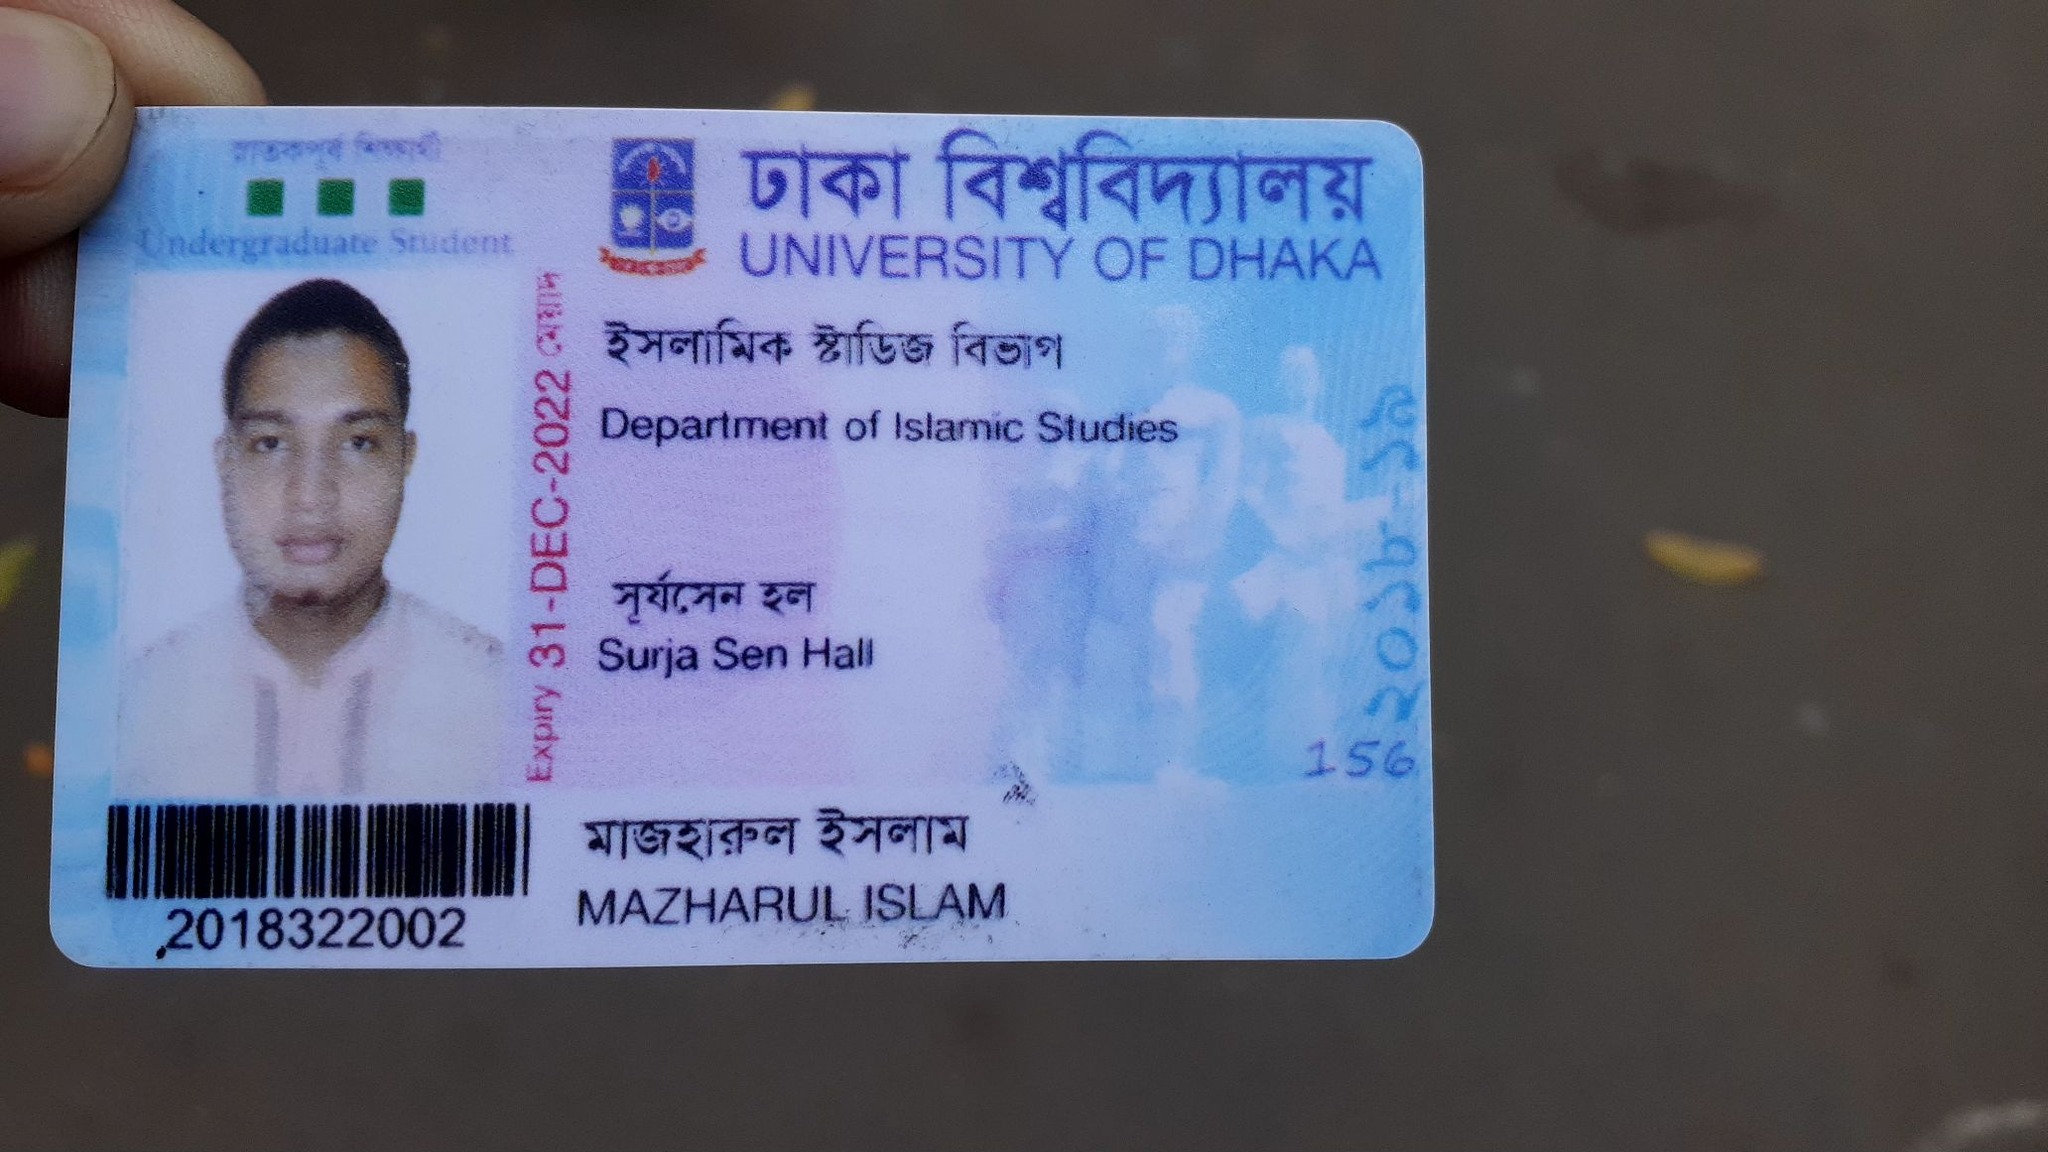 স্নাতকপূর্ব শিক্ষার্থী
Undergraduate Student
ঢাকা বিশ্ববিদ্যালয়
UNIVERSITY OF DHAKA
Expiry 31-DEC-2022 মেয়াদ
ইসলামিক স্টাডিজ বিভাগ
Department of Islamic Studies
সূর্যসেন হল
Surja Sen Hall
২০১৮-১৯
156
2018322002
মাজহারুল ইসলাম
MAZHARUL ISLAM